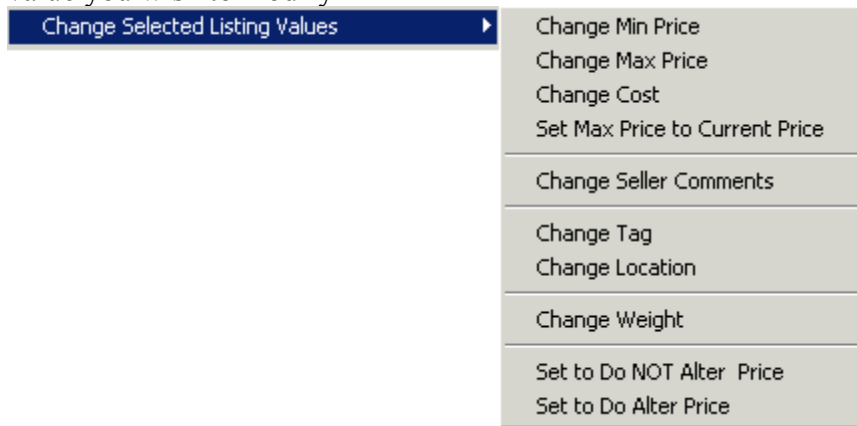 Change Selected Listing Values
Change Min Price
Change Max Price
Change Cost
Set Max Price to Current Price
Change Seller Comments
Change Tag
Change Location
Change Weight
Set to Do NOT Alter  Price
Set to Do Alter Price